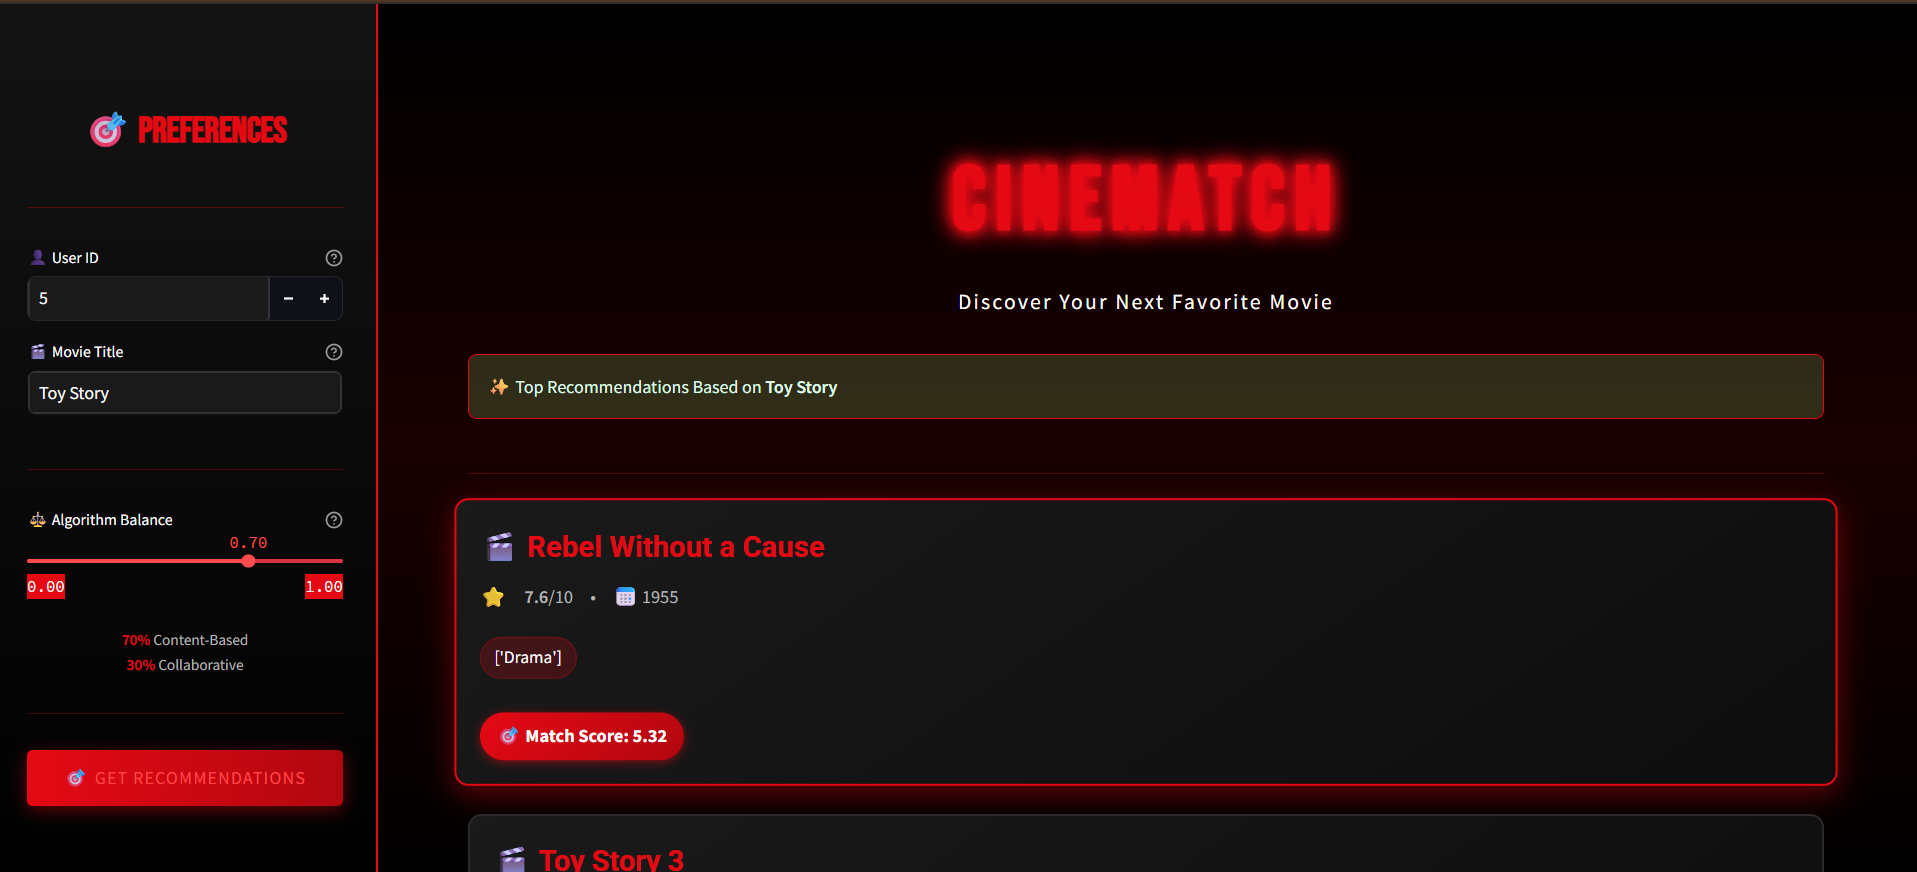 PREFERENCES
User ID
5
Movie Title
Toy Story
Algorithm Balance
0.70
0.00 1.00
70% Content-Based
30% Collaborative
GET RECOMMENDATIONS
CINEMATCH
Discover Your Next Favorite Movie
Top Recommendations Based on Toy Story
Rebel Without a Cause
7.6/10 • 1955
['Drama']
Match Score: 5.32
Toy Story 3